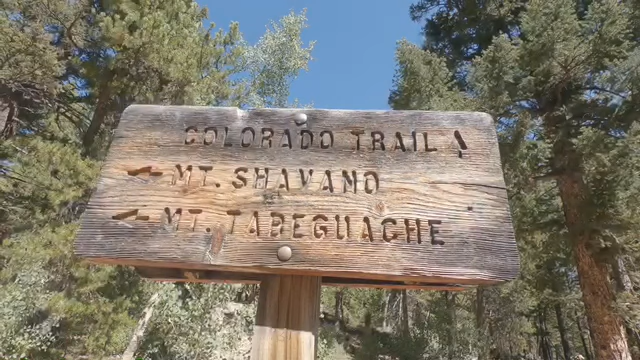 COLORADO TRAIL ↑
← MT. SHAVANO
← MT. TABEGUACHE